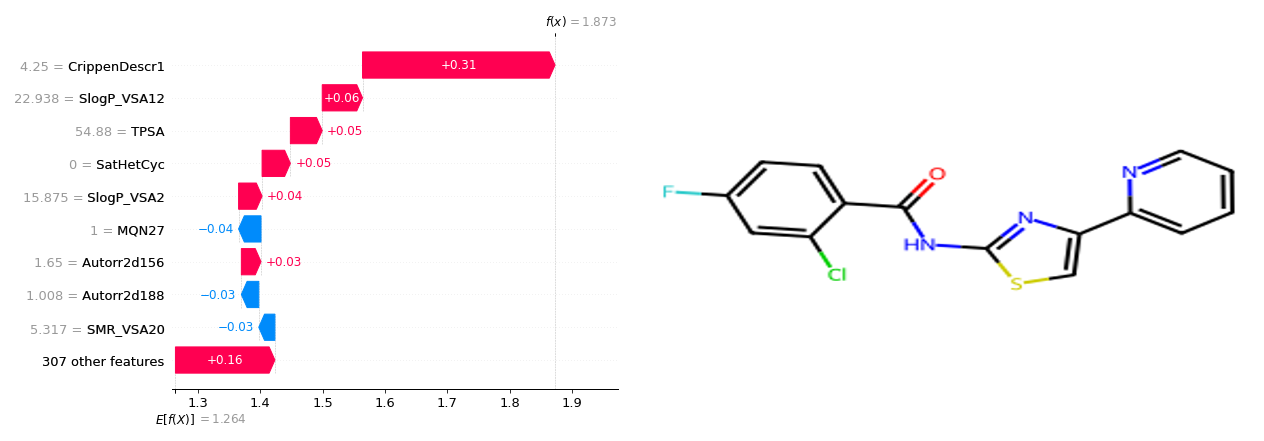 f(x) = 1.873
4.25 = CrippenDescr1 +0.31
22.938 = SlogP_VSA12 +0.06
54.88 = TPSA +0.05
0 = SatHetCyc +0.05
15.875 = SlogP_VSA2 +0.04
1 = MQN27 −0.04
1.65 = Autorr2d156 +0.03
1.008 = Autorr2d188 −0.03
5.317 = SMR_VSA20 −0.03
307 other features +0.16
1.3 1.4 1.5 1.6 1.7 1.8 1.9
E[f(X)] = 1.264
F
O
HN
Cl
N
S
N